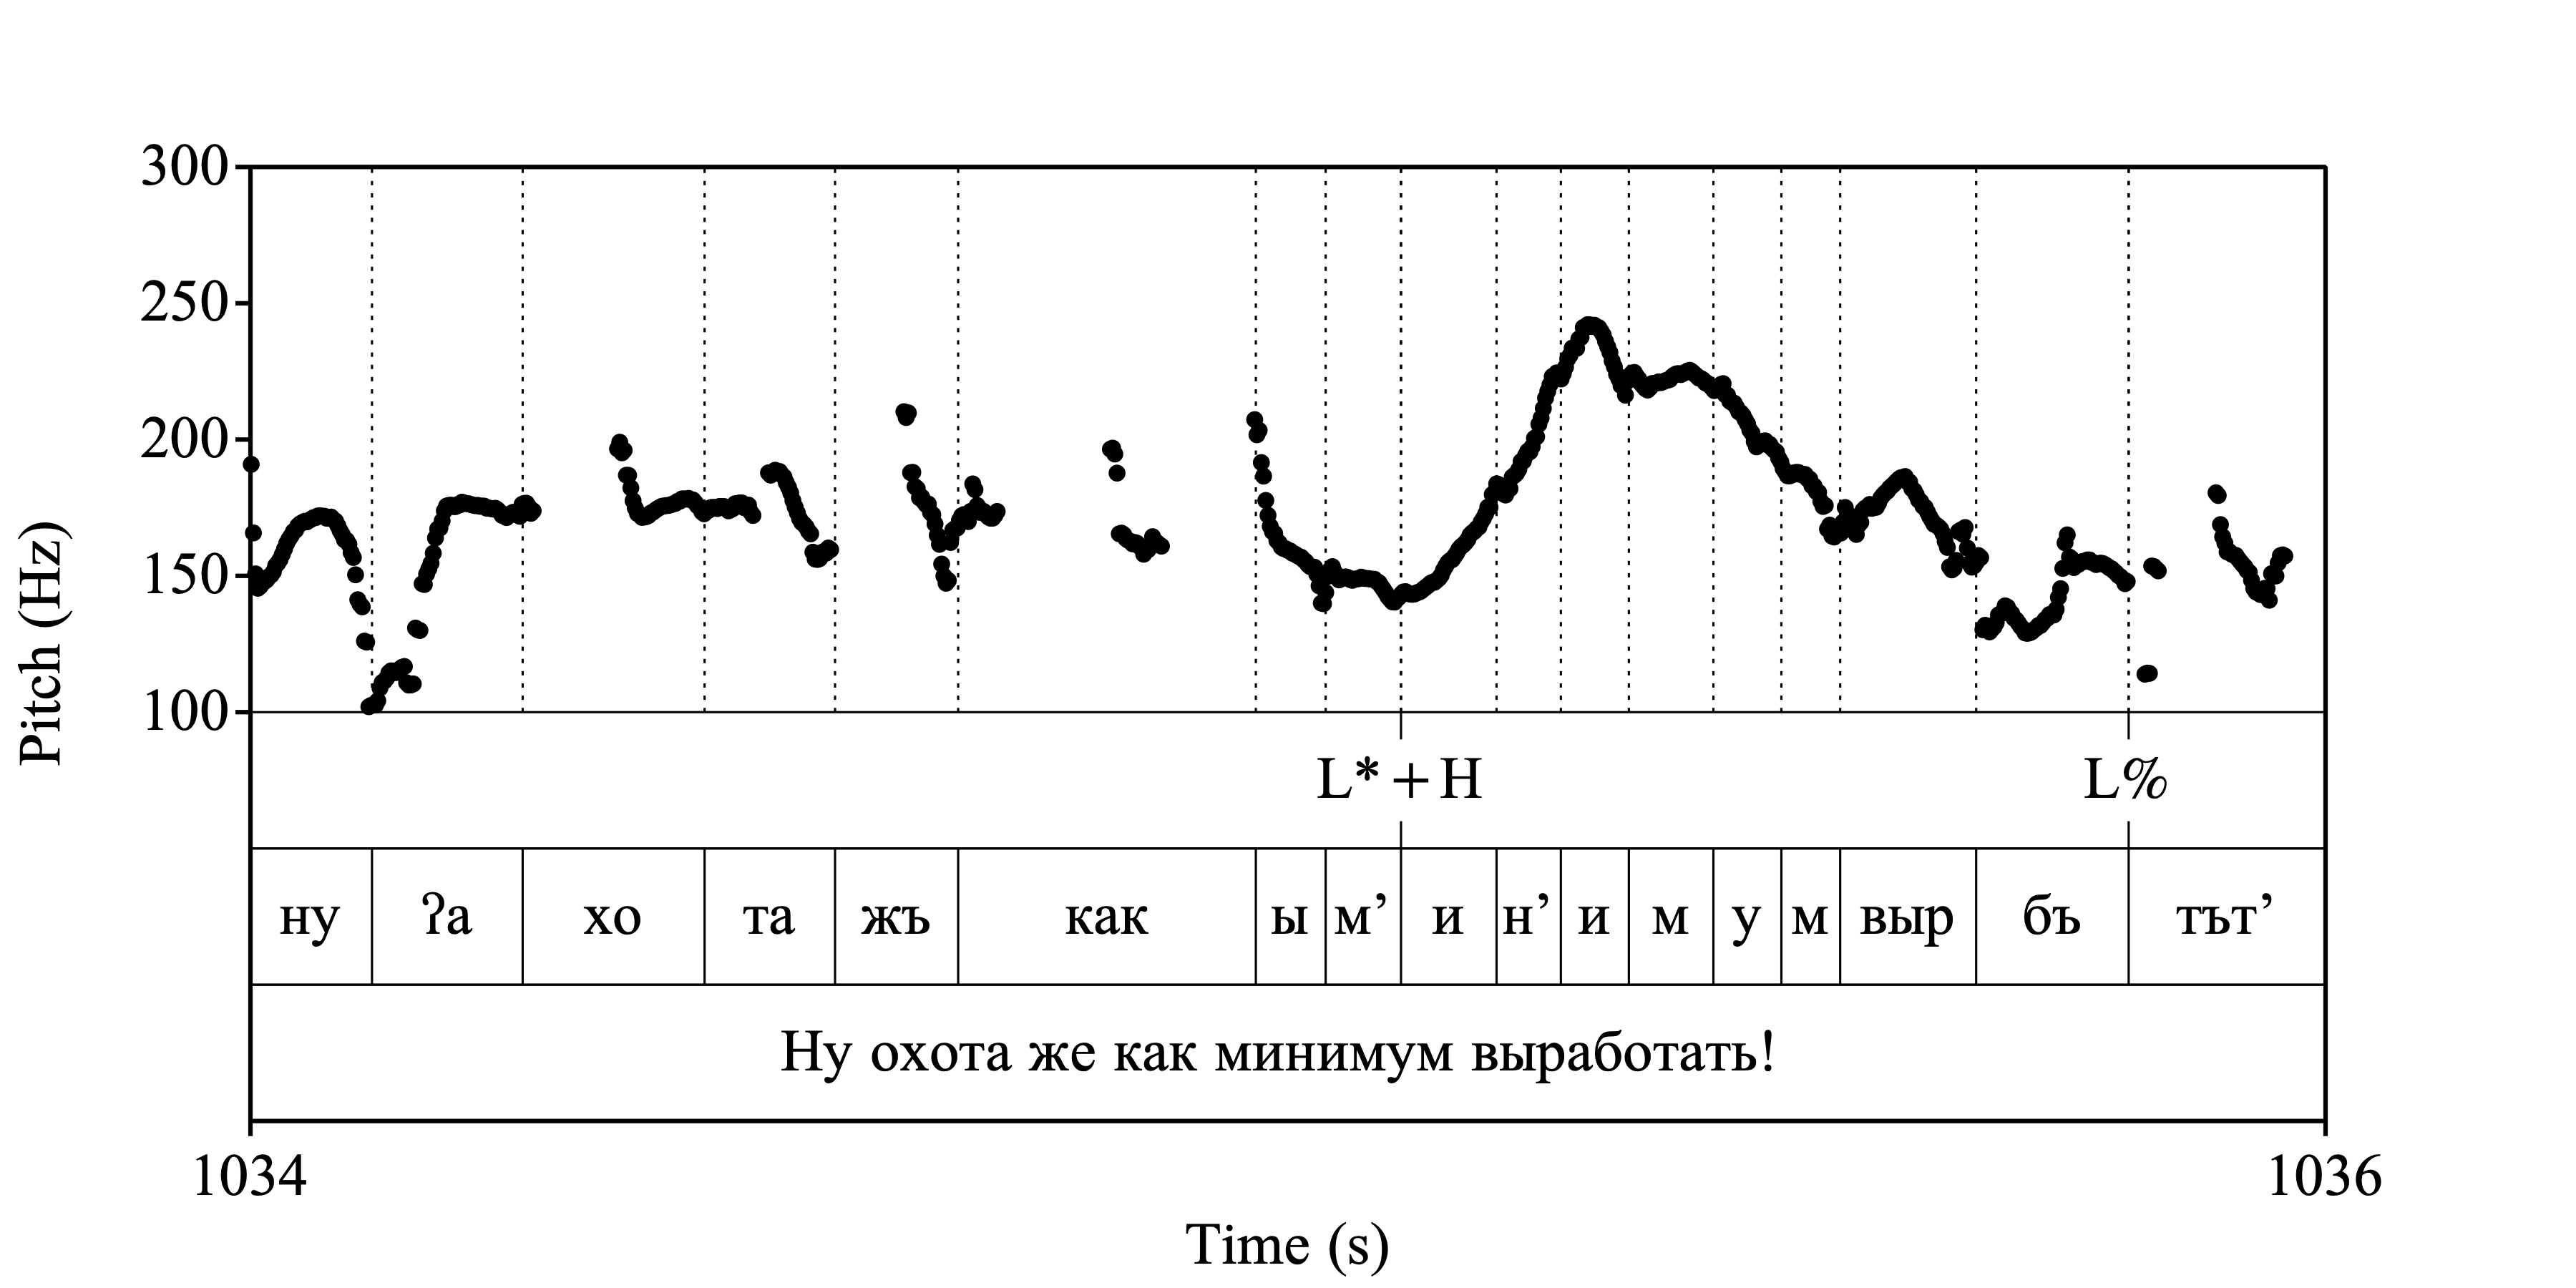 300
250
200
150
100
Pitch (Hz)
L*+H L%
ну ʔа хо та жъ как ы м’ и н’ и м у м выр бъ тът’
Ну охота же как минимум выработать!
1034 1036
Time (s)